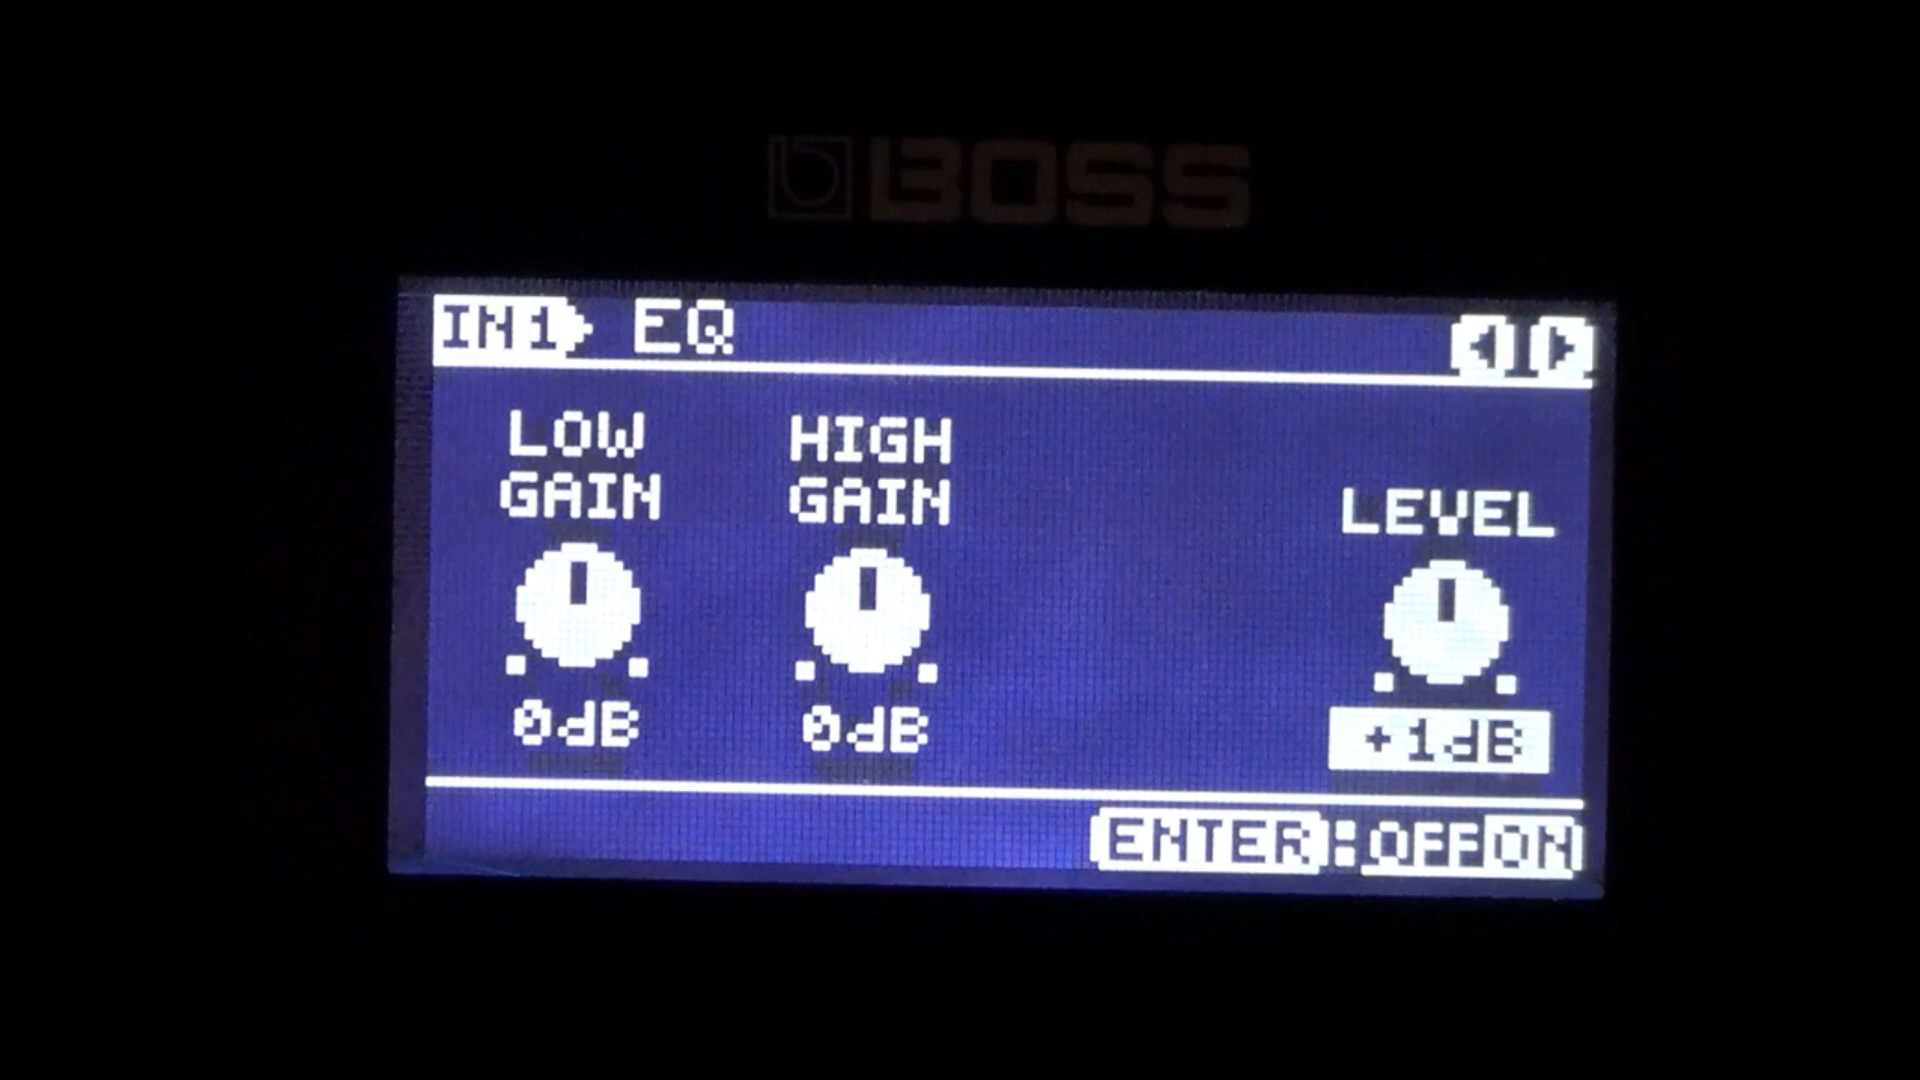 BOSS
IN1 EQ
LOW GAIN
HIGH GAIN
LEVEL
0dB
0dB
+1dB
ENTER:OFF ON